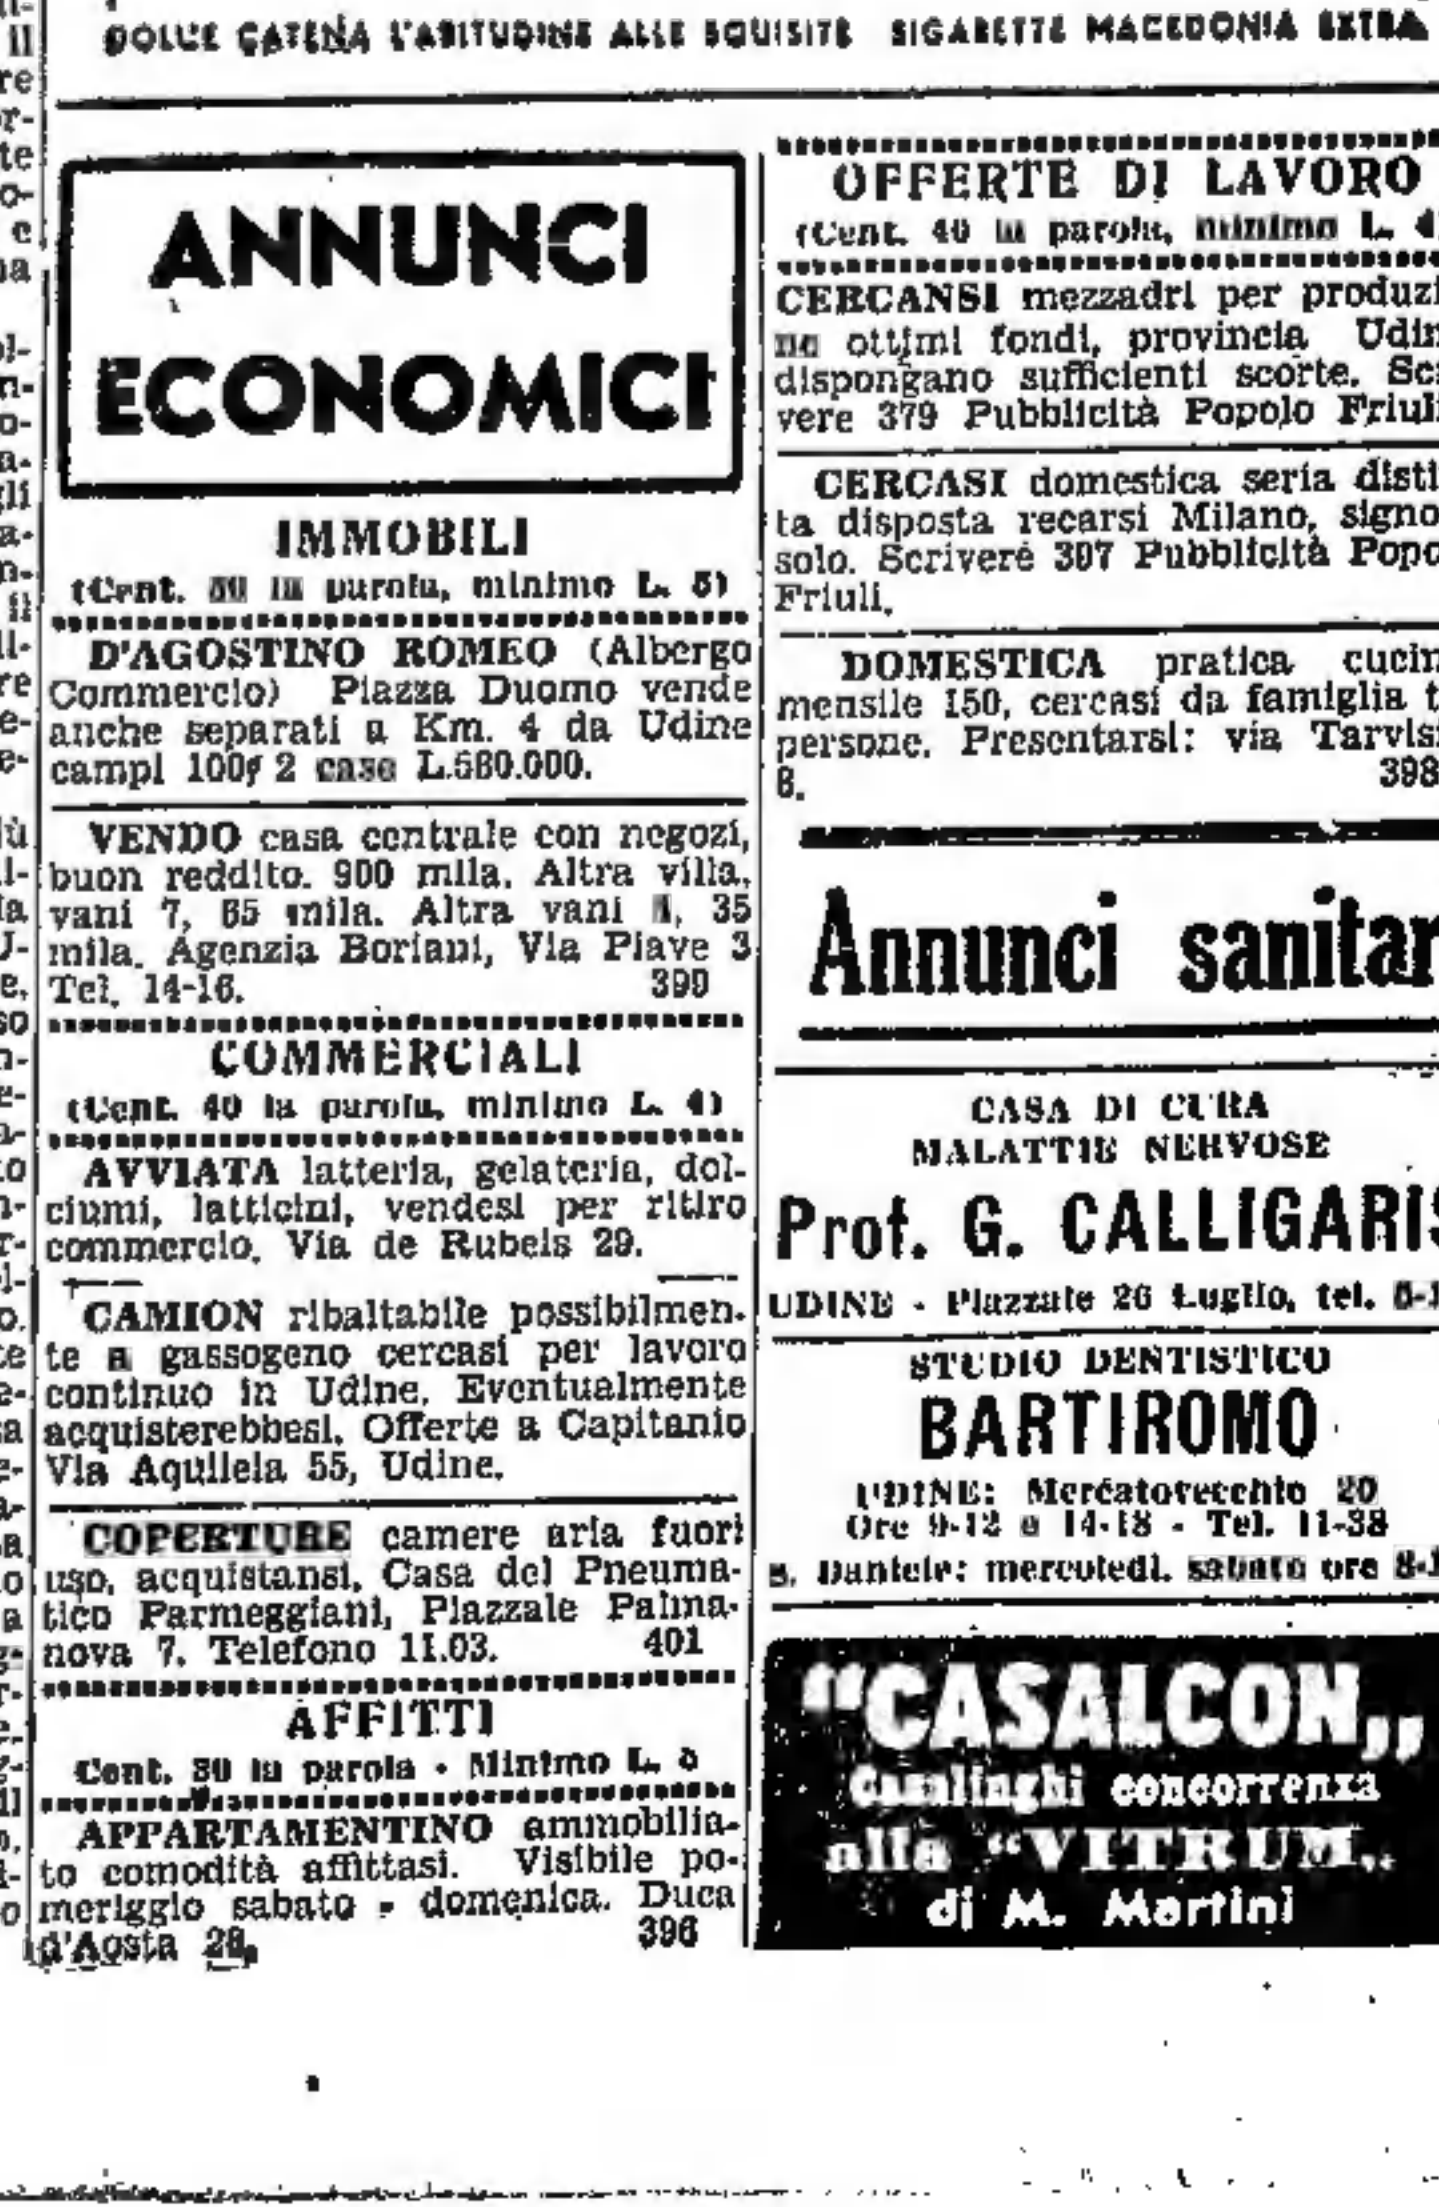 DOLCE CATENA L'ABITUDINE ALLE SQUISITE SIGARETTE MACEDONIA EXTRA
ANNUNCI
ECONOMICI
IMMOBILI
(Cent. la parola, minimo L. 5)
D'AGOSTINO ROMEO (Albergo
Commercio) Piazza Duomo vende
anche separati a Km. 4 da Udine
campi 100, 2 case L.580.000.
VENDO casa centrale con negozi,
buon reddito. 900 mila. Altra villa,
vani 7, 65 mila. Altra vani 35
mila. Agenzia Boriani, Via Piave 3
Tel. 14-16. 399
COMMERCIALI
(Cent. 40 la parola, minimo L. 4)
AVVIATA latteria, gelateria, dol-
ciumi, latticini, vendesi per ritiro
commercio. Via de Rubeis 29.
CAMION ribaltabile possibilmen-
te a gassogeno cercasi per lavoro
continuo in Udine. Eventualmente
acquisterebbesi. Offerte a Capitanio
Via Aquileia 55, Udine.
COPERTURE camere aria fuori
uso, acquistansi. Casa del Pneuma-
tico Parmeggiani, Piazzale Palma-
nova 7. Telefono 11.03. 401
AFFITTI
Cent. 30 la parola - Minimo L. 3
APPARTAMENTINO ammobilia-
to comodità affittasi. Visibile po-
meriggio sabato - domenica. Duca
d'Aosta 28. 396
OFFERTE DI LAVORO
(Cent. 40 la parola, minimo L. 4)
CERCANSI mezzadri per produzi
ne ottimi fondi, provincia Udin
dispongano sufficienti scorte. Scr
vere 379 Pubblicità Popolo Friuli
CERCASI domestica seria disti
ta disposta recarsi Milano, signo
solo. Scrivere 397 Pubblicità Popo
Friuli.
DOMESTICA pratica cucin
mensile 150, cercasi da famiglia t
persone. Presentarsi: via Tarvisi
8. 398
Annunci sanitar
CASA DI CURA
MALATTIE NERVOSE
Prof. G. CALLIGARIS
UDINE - Piazzale 26 Luglio, tel.
STUDIO DENTISTICO
BARTIROMO
UDINE: Mercatovecchio 20
Ore 9-12 e 14-18 - Tel. 11-38
S. Daniele: mercoledì, sabato ore 8-1
"CASALCON„
Casalinghi concorrenza
alla "VITRUM„
di M. Martini